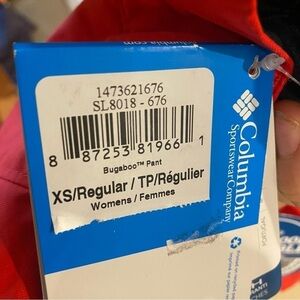 1473621676
SL8018 - 676
8 87253 81966 1
Bugaboo™ Pant
XS/Regular / TP/Régulier
Womens / Femmes
Columbia
Sportswear Company